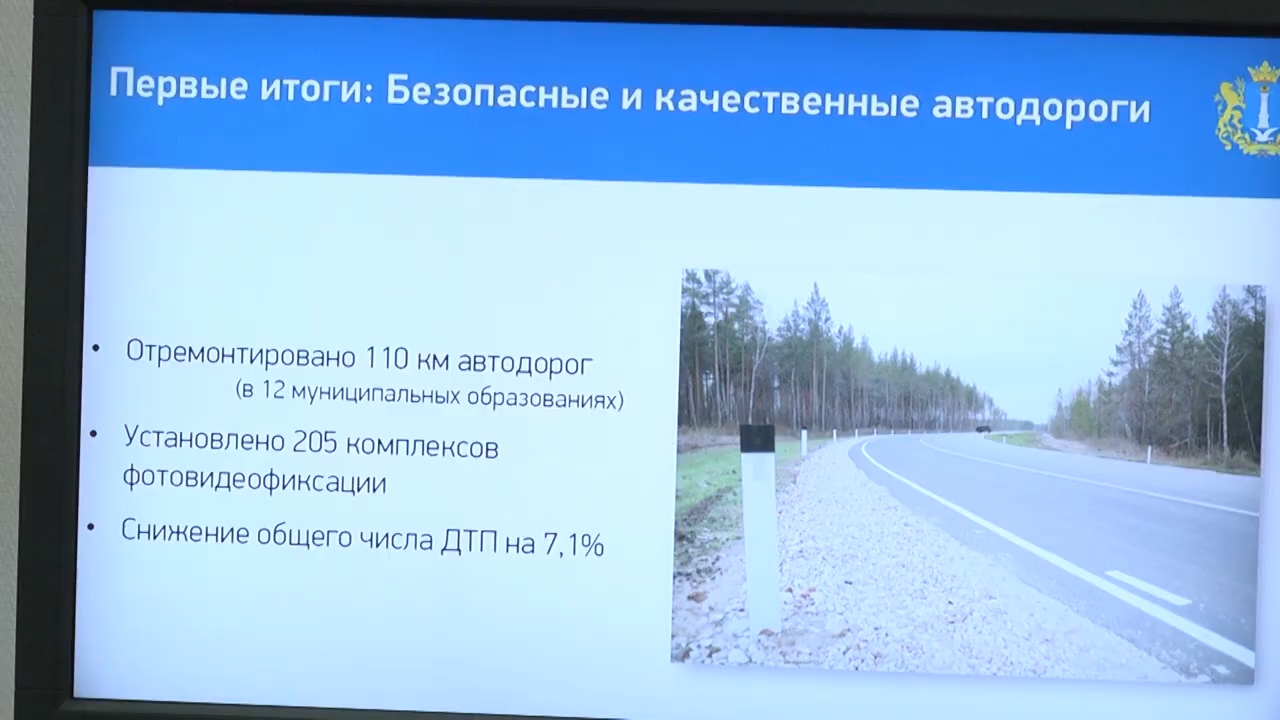 Первые итоги: Безопасные и качественные автодороги
• Отремонтировано 110 км автодорог
(в 12 муниципальных образованиях)
• Установлено 205 комплексов
фотовидеофиксации
• Снижение общего числа ДТП на 7,1%